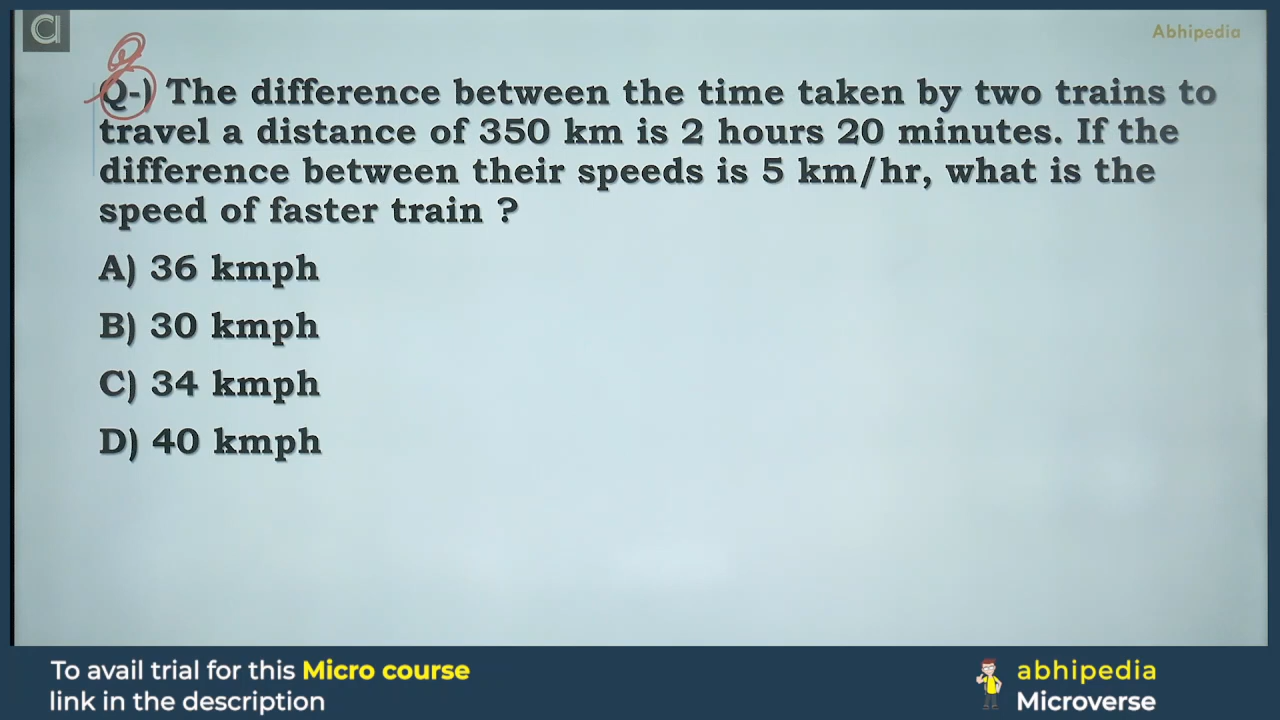 Abhipedia
Q-) The difference between the time taken by two trains to
travel a distance of 350 km is 2 hours 20 minutes. If the
difference between their speeds is 5 km/hr, what is the
speed of faster train ?
A) 36 kmph
B) 30 kmph
C) 34 kmph
D) 40 kmph
To avail trial for this Micro course
link in the description
abhipedia
Microverse